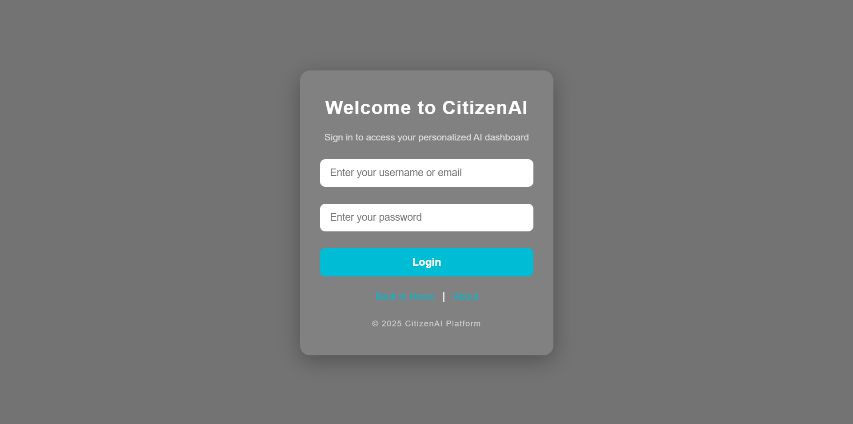 Welcome to CitizenAI
Sign in to access your personalized AI dashboard
Enter your username or email
Enter your password
Login
|
© 2025 CitizenAI Platform